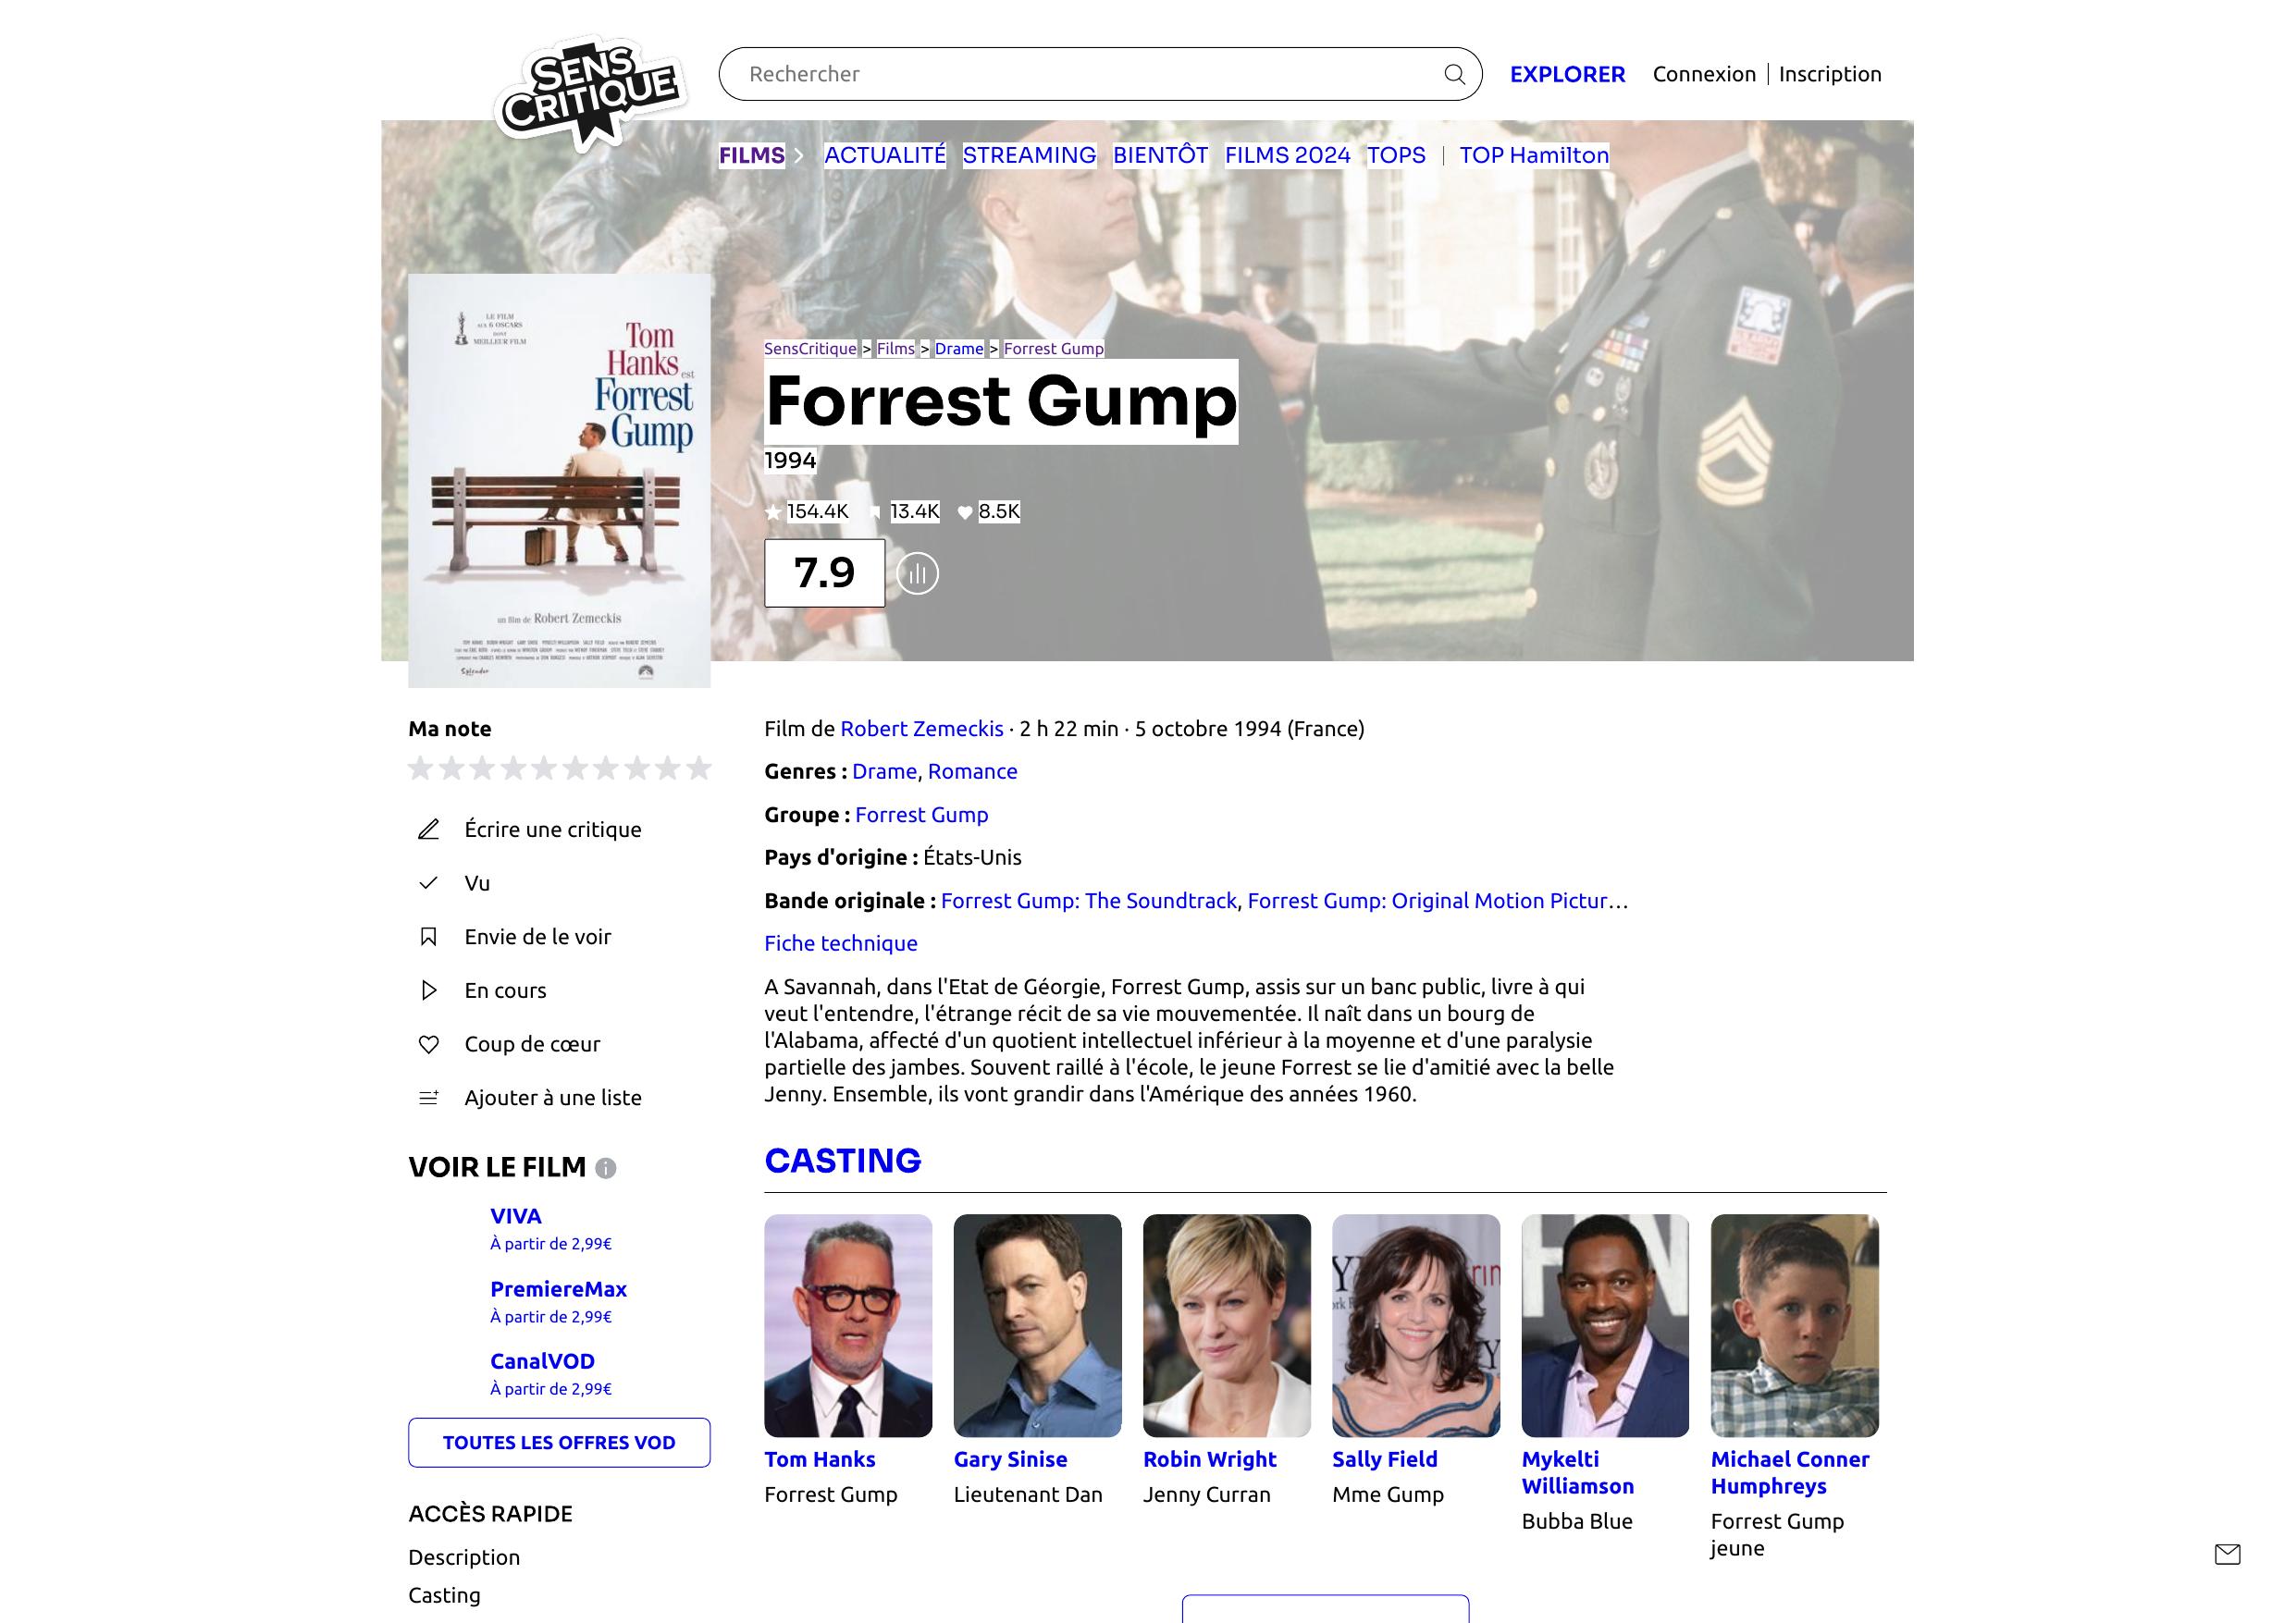 SENS
CRITIQUE
Rechercher
EXPLORER
Connexion | Inscription
FILMS
ACTUALITÉ STREAMING BIENTÔT FILMS 2024 TOPS | TOP Hamilton
LE FILM
AUX 6 OSCARS
DONT
MEILLEUR FILM
Tom
Hanks est
Forrest
Gump
un film de Robert Zemeckis
SensCritique > Films > Drame > Forrest Gump
Forrest Gump
1994
154.4K 13.4K 8.5K
7.9
Ma note
Écrire une critique
Vu
Envie de le voir
En cours
Coup de cœur
Ajouter à une liste
VOIR LE FILM
VIVA
À partir de 2,99€
PremiereMax
À partir de 2,99€
CanalVOD
À partir de 2,99€
TOUTES LES OFFRES VOD
ACCÈS RAPIDE
Description
Casting
Film de Robert Zemeckis · 2 h 22 min · 5 octobre 1994 (France)
Genres : Drame, Romance
Groupe : Forrest Gump
Pays d'origine : États-Unis
Bande originale : Forrest Gump: The Soundtrack, Forrest Gump: Original Motion Pictur…
Fiche technique
A Savannah, dans l'Etat de Géorgie, Forrest Gump, assis sur un banc public, livre à qui
veut l'entendre, l'étrange récit de sa vie mouvementée. Il naît dans un bourg de
l'Alabama, affecté d'un quotient intellectuel inférieur à la moyenne et d'une paralysie
partielle des jambes. Souvent raillé à l'école, le jeune Forrest se lie d'amitié avec la belle
Jenny. Ensemble, ils vont grandir dans l'Amérique des années 1960.
CASTING
Tom Hanks
Forrest Gump
Gary Sinise
Lieutenant Dan
Robin Wright
Jenny Curran
Sally Field
Mme Gump
Mykelti
Williamson
Bubba Blue
Michael Conner
Humphreys
Forrest Gump
jeune